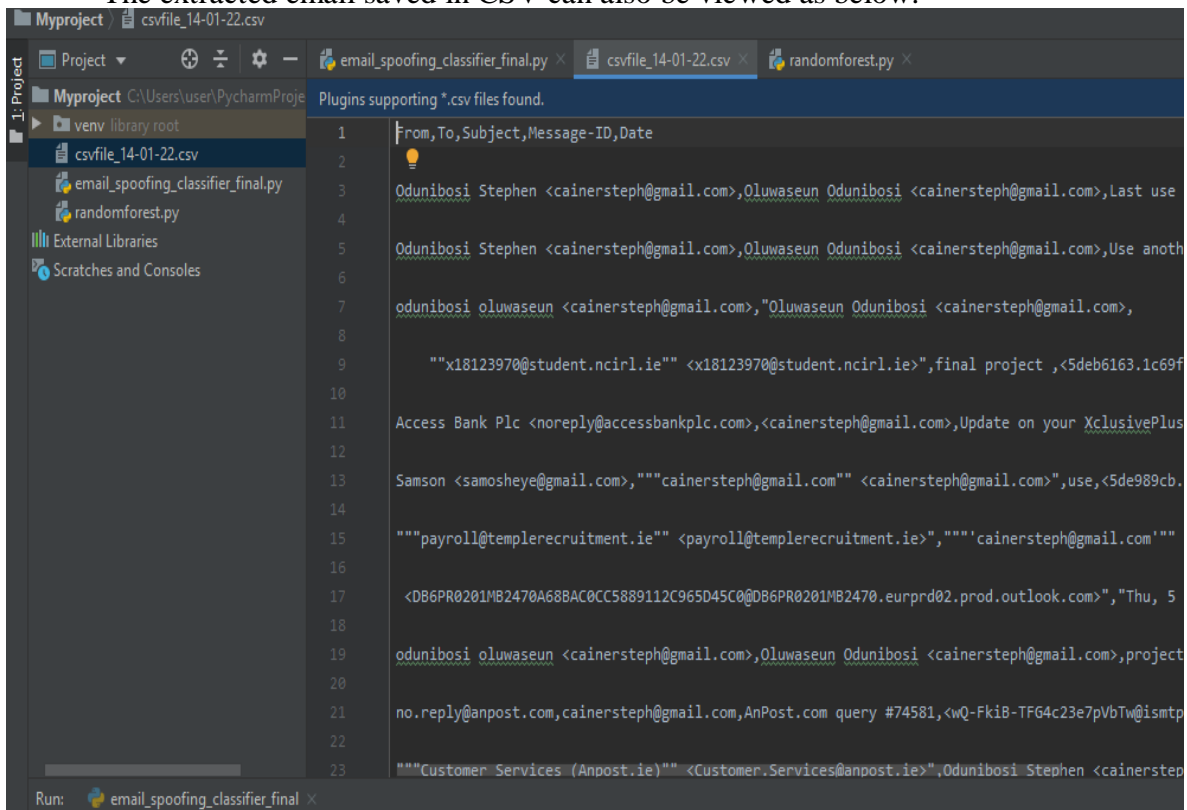 The extracted email saved in CSV can also be viewed as below:
Myproject csvfile_14-01-22.csv
1: Project
Project
email_spoofing_classifier_final.py csvfile_14-01-22.csv randomforest.py
Myproject C:\Users\user\PycharmProje
venv library root
csvfile_14-01-22.csv
email_spoofing_classifier_final.py
randomforest.py
External Libraries
Scratches and Consoles
Plugins supporting *.csv files found.
1 From,To,Subject,Message-ID,Date
2
3 Odunibosi Stephen <cainersteph@gmail.com>,Oluwaseun Odunibosi <cainersteph@gmail.com>,Last use
4
5 Odunibosi Stephen <cainersteph@gmail.com>,Oluwaseun Odunibosi <cainersteph@gmail.com>,Use anoth
6
7 odunibosi oluwaseun <cainersteph@gmail.com>,"Oluwaseun Odunibosi <cainersteph@gmail.com>,
8
9 ""x18123970@student.ncirl.ie"" <x18123970@student.ncirl.ie>",final project ,<5deb6163.1c69f
10
11 Access Bank Plc <noreply@accessbankplc.com>,<cainersteph@gmail.com>,Update on your XclusivePlus
12
13 Samson <samosheye@gmail.com>,"""cainersteph@gmail.com"" <cainersteph@gmail.com>",use,<5de989cb.
14
15 """payroll@templerecruitment.ie"" <payroll@templerecruitment.ie>","""'cainersteph@gmail.com'""
16
17 <DB6PR0201MB2470A68BAC0CC5889112C965D45C0@DB6PR0201MB2470.eurprd02.prod.outlook.com>","Thu, 5
18
19 odunibosi oluwaseun <cainersteph@gmail.com>,Oluwaseun Odunibosi <cainersteph@gmail.com>,project
20
21 no.reply@anpost.com,cainersteph@gmail.com,AnPost.com query #74581,<wQ-FkiB-TFG4c23e7pVbTw@ismtp
22
23 """Customer Services (Anpost.ie)"" <Customer.Services@anpost.ie>",Odunibosi Stephen <cainerstep
Run: email_spoofing_classifier_final